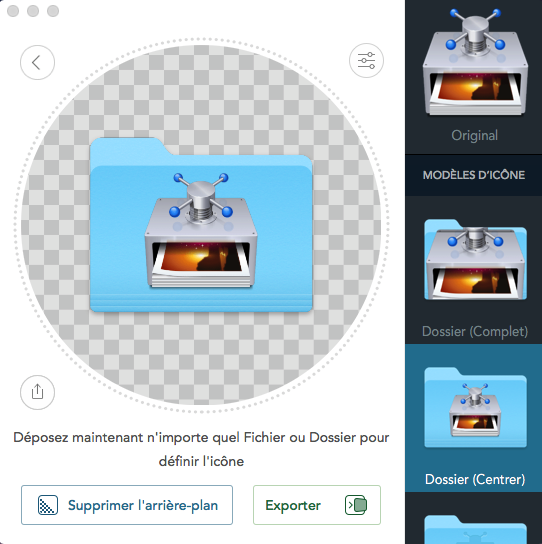 Original
MODÈLES D'ICÔNE
Dossier (Complet)
Dossier (Centrer)
Déposez maintenant n'importe quel Fichier ou Dossier pour
définir l'icône
Supprimer l'arrière-plan
Exporter